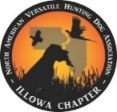 NORTH AMERICAN VERSATILE HUNTING DOG ASSOCIATION
- ILLOWA CHAPTER -